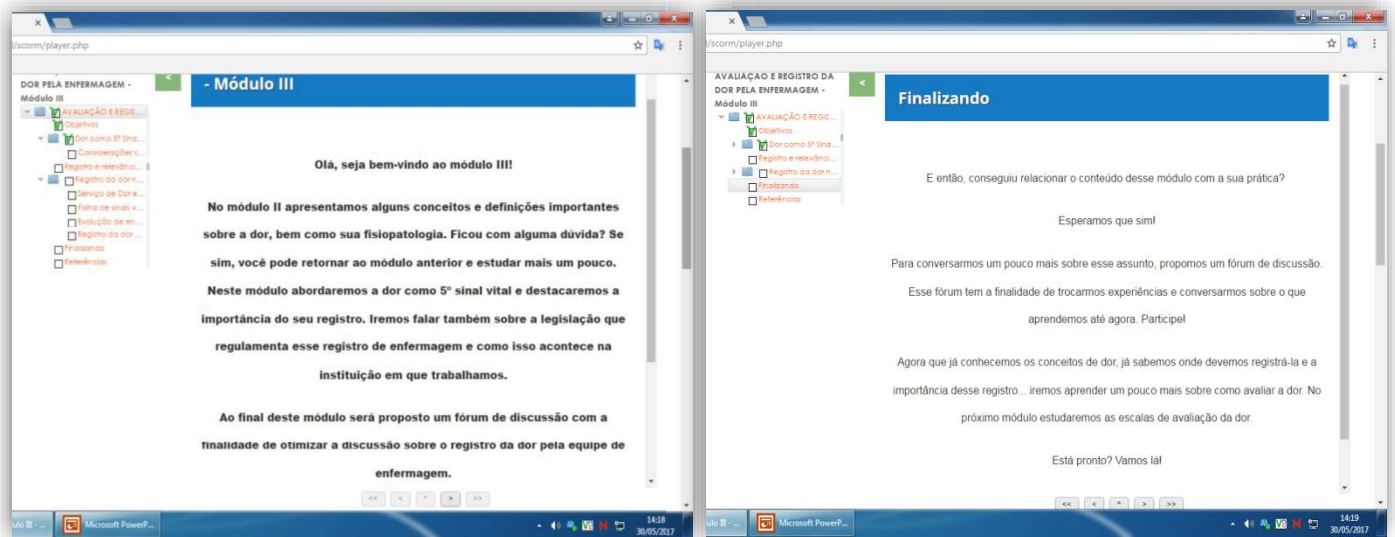 /scorm/player.php
DOR PELA ENFERMAGEM -
Módulo III
<
- Módulo III
AVALIAÇÃO E REGIS...
Objetivos
Dor como 5º Sina...
Considerações s...
Registro e relevânci...
Registro da dor n...
Serviço de Dor e...
Folha de sinais v...
Evolução de en...
Registro da dor ...
Finalizando
Referências
Olá, seja bem-vindo ao módulo III!
No módulo II apresentamos alguns conceitos e definições importantes
sobre a dor, bem como sua fisiopatologia. Ficou com alguma dúvida? Se
sim, você pode retornar ao módulo anterior e estudar mais um pouco.
Neste módulo abordaremos a dor como 5º sinal vital e destacaremos a
importância do seu registro. Iremos falar também sobre a legislação que
regulamenta esse registro de enfermagem e como isso acontece na
instituição em que trabalhamos.
Ao final deste módulo será proposto um fórum de discussão com a
finalidade de otimizar a discussão sobre o registro da dor pela equipe de
enfermagem.
<< < ^ > >>
ulo III - ...
Microsoft PowerP...
14:18
30/05/2017
/scorm/player.php
AVALIAÇÃO E REGISTRO DA
DOR PELA ENFERMAGEM -
Módulo III
<
Finalizando
AVALIAÇÃO E REGIS...
Objetivos
Dor como 5º Sina...
Registro e relevânci...
Registro da dor n...
Finalizando
Referências
E então, conseguiu relacionar o conteúdo desse módulo com a sua prática?
Esperamos que sim!
Para conversarmos um pouco mais sobre esse assunto, propomos um fórum de discussão.
Esse fórum tem a finalidade de trocarmos experiências e conversarmos sobre o que
aprendemos até agora. Participe!
Agora que já conhecemos os conceitos de dor, já sabemos onde devemos registrá-la e a
importância desse registro... iremos aprender um pouco mais sobre como avaliar a dor. No
próximo módulo estudaremos as escalas de avaliação da dor.
Está pronto? Vamos lá!
<< < ^ > >>
ulo III - ...
Microsoft PowerP...
14:19
30/05/2017